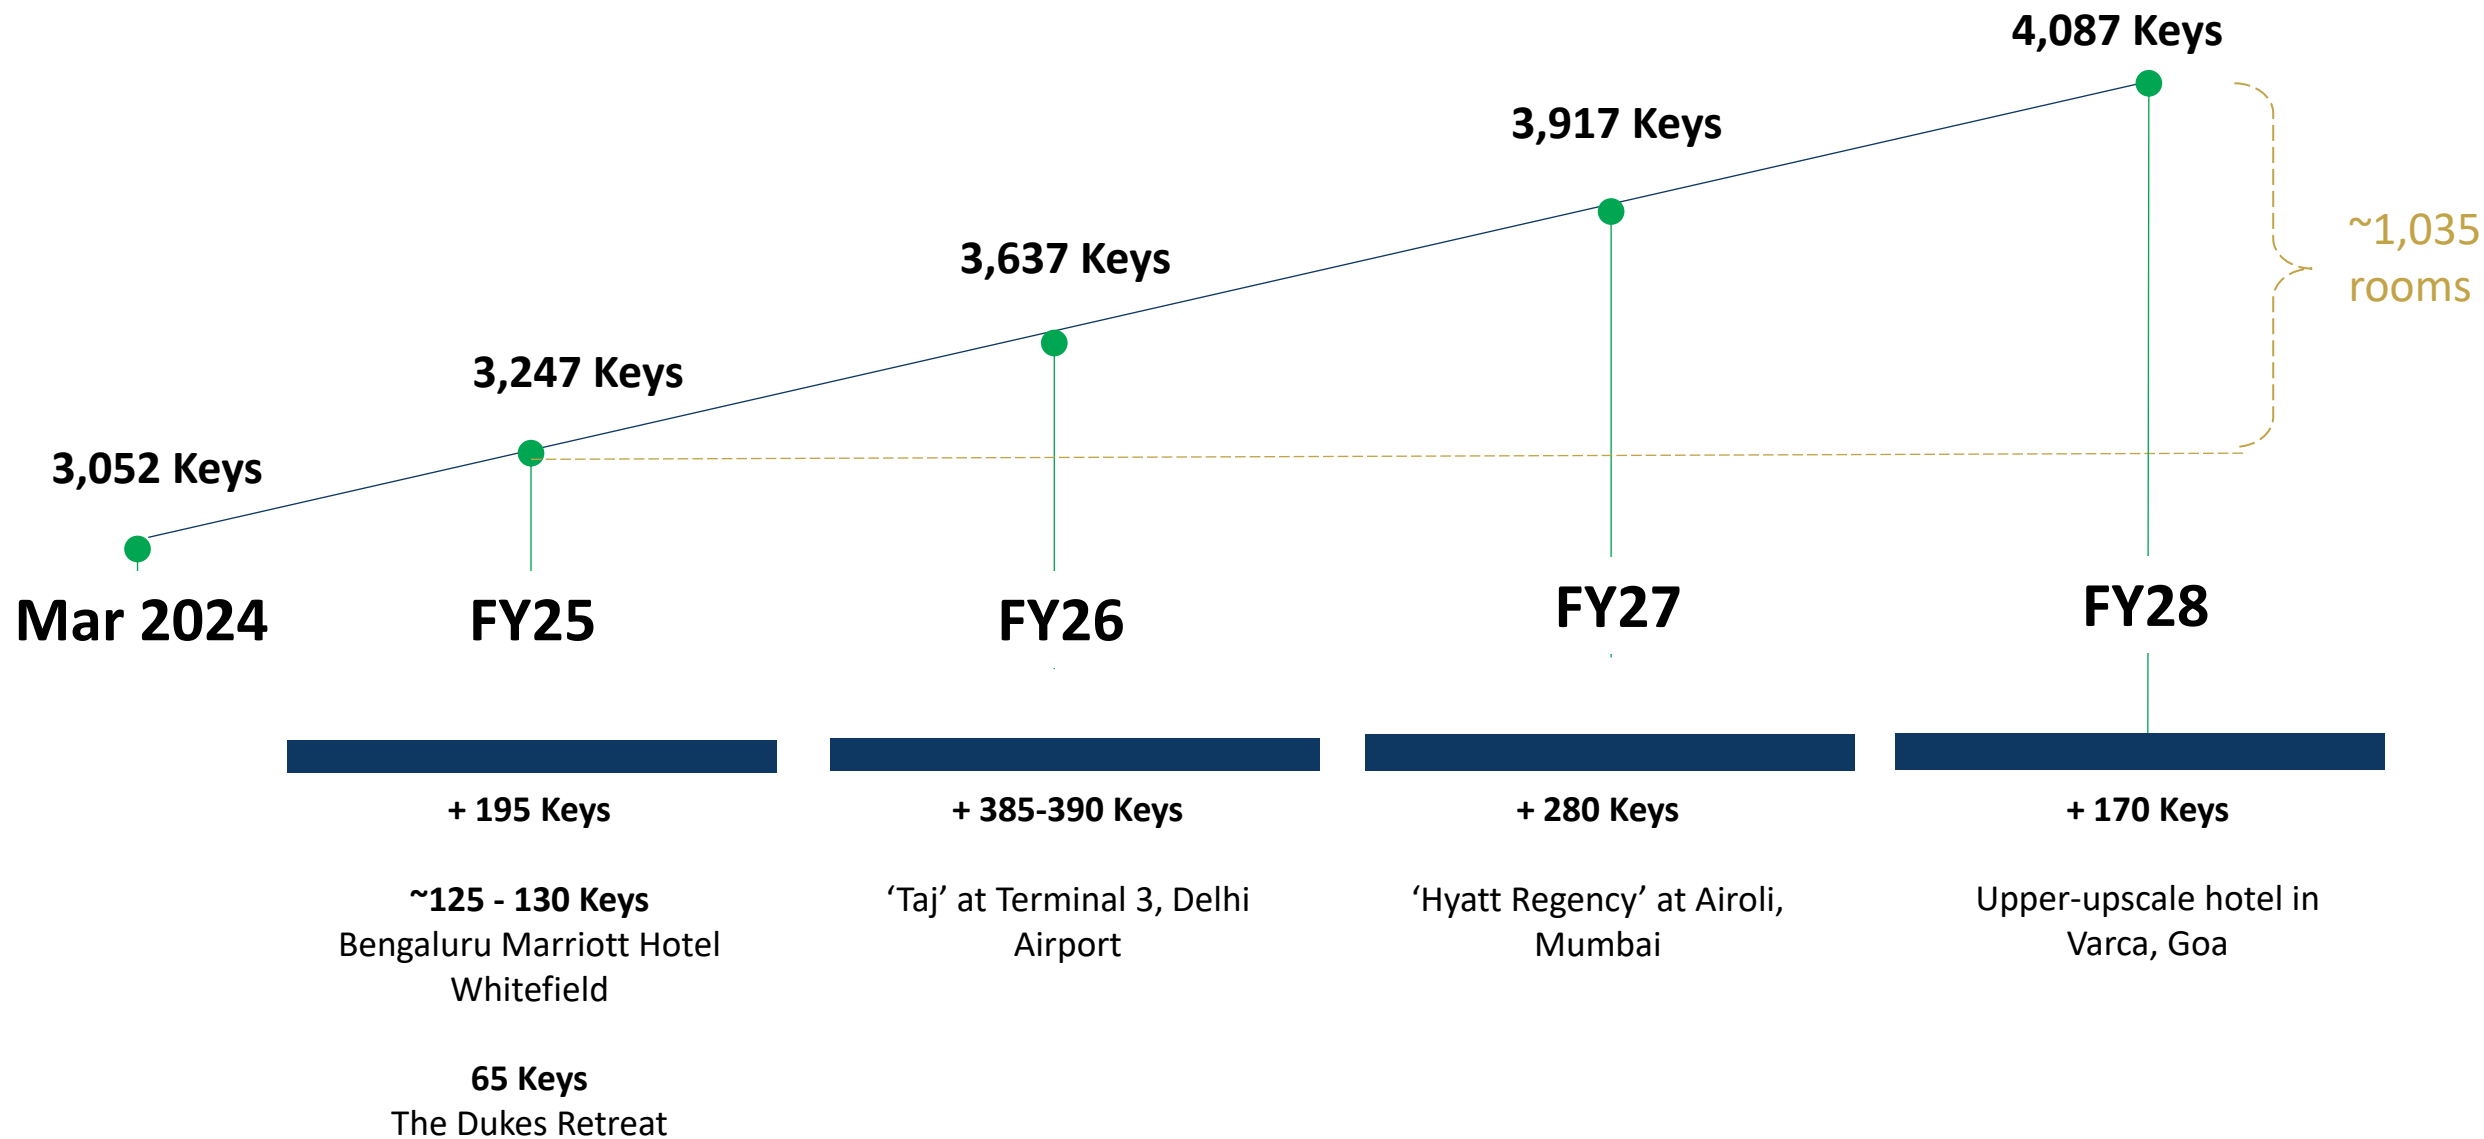 4,087 Keys
3,917 Keys
~1,035
rooms
3,637 Keys
3,247 Keys
3,052 Keys
Mar 2024
FY25
FY26
FY27
FY28
+ 195 Keys
~125 - 130 Keys
Bengaluru Marriott Hotel
Whitefield
65 Keys
The Dukes Retreat
+ 385-390 Keys
‘Taj’ at Terminal 3, Delhi
Airport
+ 280 Keys
‘Hyatt Regency’ at Airoli,
Mumbai
+ 170 Keys
Upper-upscale hotel in
Varca, Goa